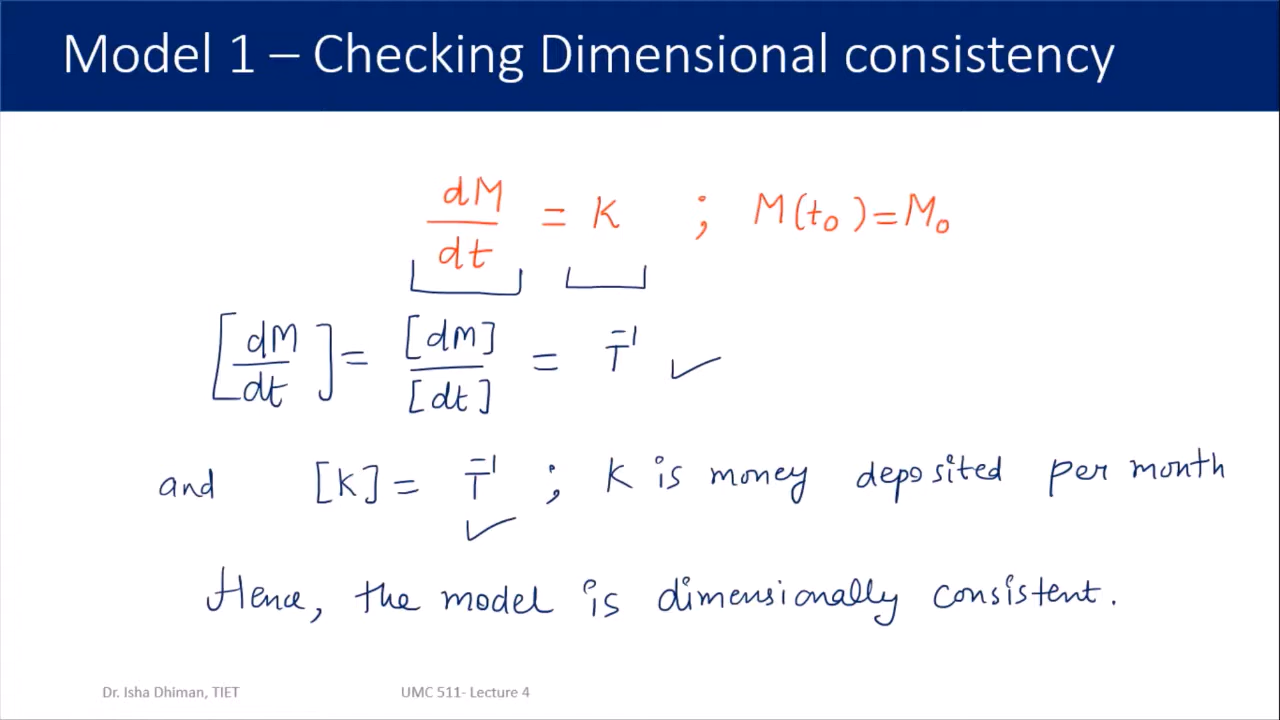 Model 1 – Checking Dimensional consistency
dM/dt = K ; M(t₀) = M₀
[dM/dt] = [dM]/[dt] = T⁻¹ ✓
and [K] = T⁻¹ ; K is money deposited per month
✓
Hence, the model is dimensionally consistent.
Dr. Isha Dhiman, TIET UMC 511- Lecture 4